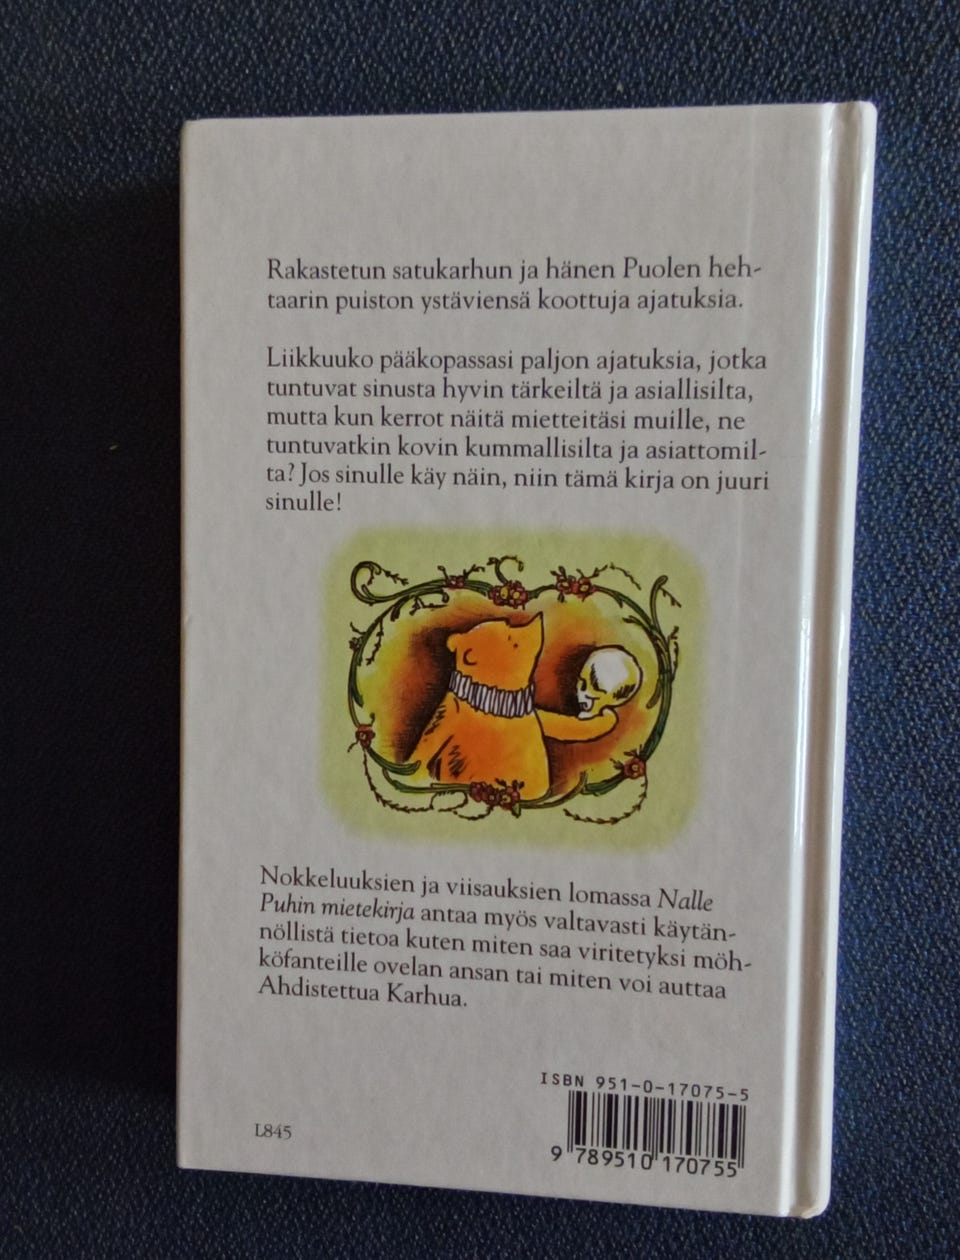 Rakastetun satukarhun ja hänen Puolen heh-
taarin puiston ystäviensä koottuja ajatuksia.
Liikkuuko pääkopassasi paljon ajatuksia, jotka
tuntuvat sinusta hyvin tärkeiltä ja asiallisilta,
mutta kun kerrot näitä mietteitäsi muille, ne
tuntuvatkin kovin kummallisilta ja asiattomil-
ta? Jos sinulle käy näin, niin tämä kirja on juuri
sinulle!
Nokkeluuksien ja viisauksien lomassa Nalle
Puhin mietekirja antaa myös valtavasti käytän-
nöllistä tietoa kuten miten saa viritetyksi möh-
köfanteille ovelan ansan tai miten voi auttaa
Ahdistettua Karhua.
ISBN 951-0-17075-5
L845
9 789510 170755